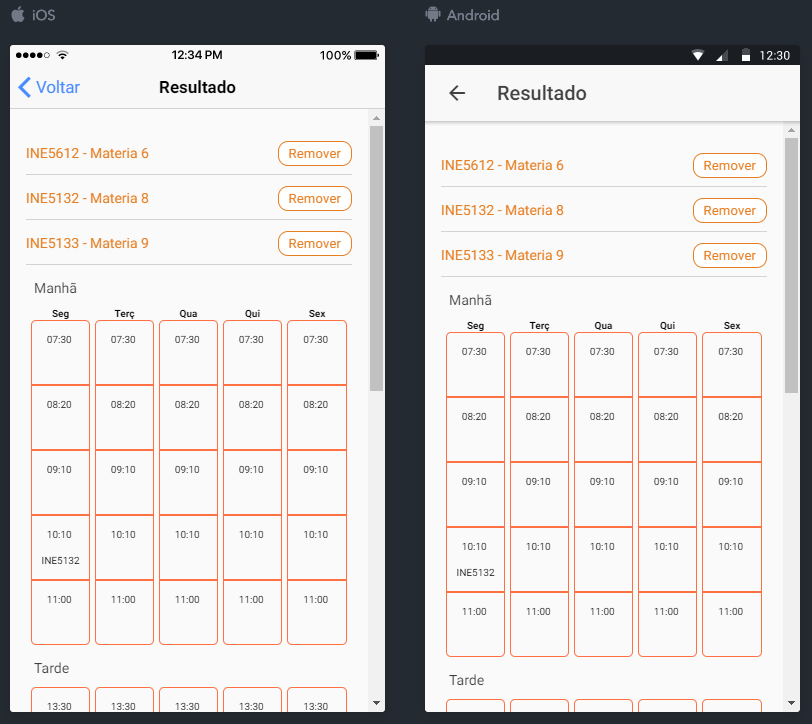 iOS
12:34 PM 100%
Voltar Resultado
INE5612 - Materia 6 Remover
INE5132 - Materia 8 Remover
INE5133 - Materia 9 Remover
Manhã
Seg Terç Qua Qui Sex
07:30 07:30 07:30 07:30 07:30
08:20 08:20 08:20 08:20 08:20
09:10 09:10 09:10 09:10 09:10
10:10 10:10 10:10 10:10 10:10
INE5132
11:00 11:00 11:00 11:00 11:00
Tarde
13:30 13:30 13:30 13:30 13:30
Android
12:30
Resultado
INE5612 - Materia 6 Remover
INE5132 - Materia 8 Remover
INE5133 - Materia 9 Remover
Manhã
Seg Terç Qua Qui Sex
07:30 07:30 07:30 07:30 07:30
08:20 08:20 08:20 08:20 08:20
09:10 09:10 09:10 09:10 09:10
10:10 10:10 10:10 10:10 10:10
INE5132
11:00 11:00 11:00 11:00 11:00
Tarde